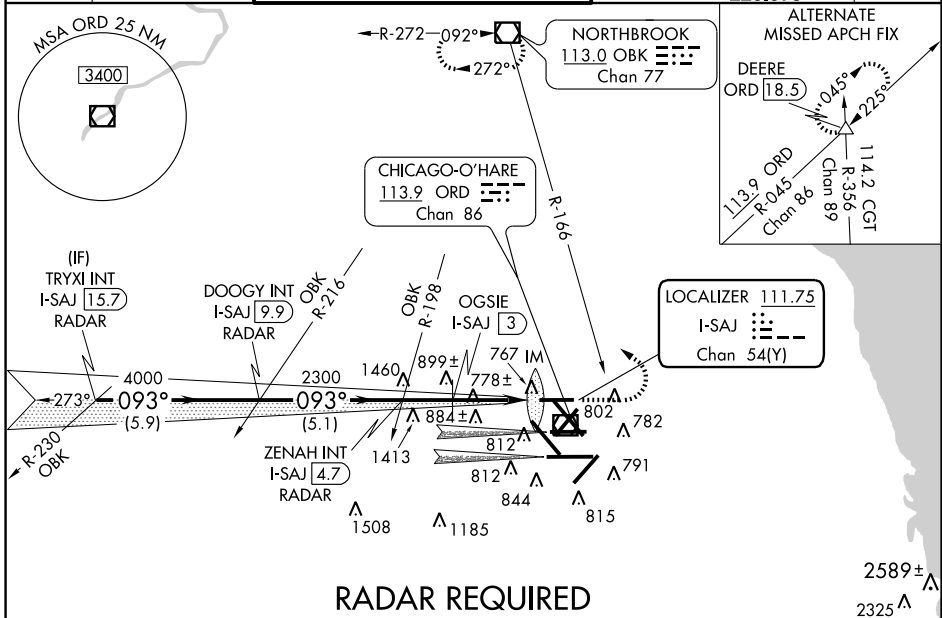 MSA ORD 25 NM
3400
R-272
092°
272°
NORTHBROOK
113.0 OBK
Chan 77
ALTERNATE
MISSED APCH FIX
DEERE
ORD 18.5
045°
225°
113.9 ORD
R-045
Chan 86
114.2 CGT
R-356
Chan 89
CHICAGO-O'HARE
113.9 ORD
Chan 86
R-166
(IF)
TRYXI INT
I-SAJ 15.7
RADAR
DOOGY INT
I-SAJ 9.9
RADAR
OBK
R-216
OBK
R-198
OGSIE
I-SAJ 3
LOCALIZER 111.75
I-SAJ
Chan 54(Y)
767
IM
1460
899±
778±
4000
2300
273°
093°
093°
(5.9)
(5.1)
884±
802
782
R-230
OBK
1413
812
ZENAH INT
I-SAJ 4.7
RADAR
812
844
791
815
1508
1185
2589±
2325
RADAR REQUIRED